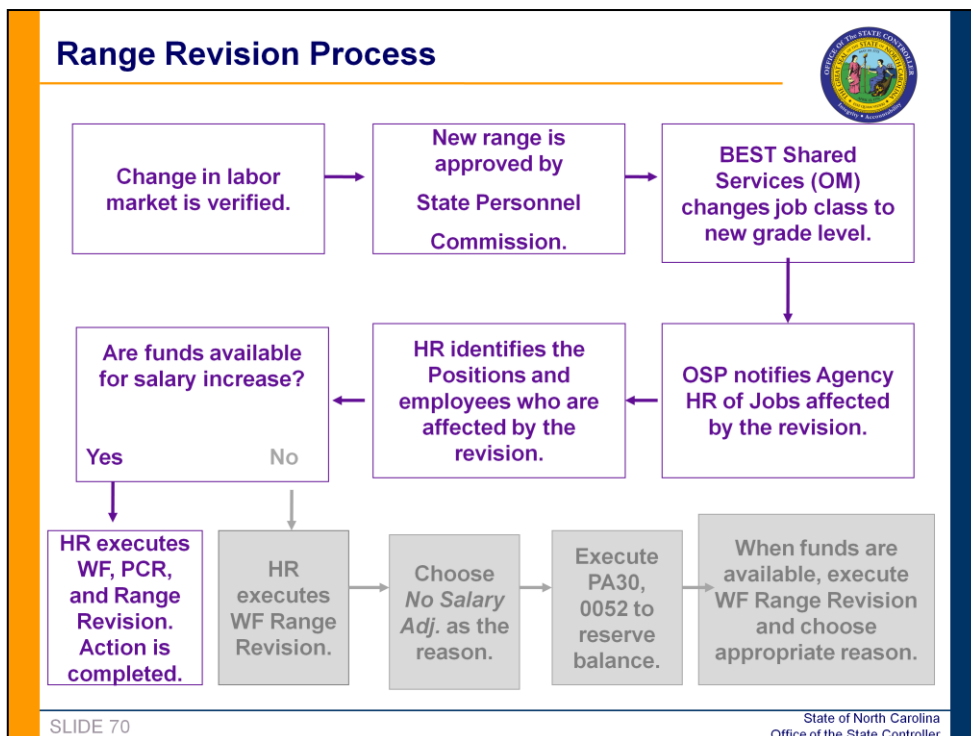 Range Revision Process
Change in labor
market is verified.
New range is
approved by
State Personnel
Commission.
BEST Shared
Services (OM)
changes job class to
new grade level.
OSP notifies Agency
HR of Jobs affected
by the revision.
HR identifies the
Positions and
employees who are
affected by the
revision.
Are funds available
for salary increase?
Yes
No
HR executes
WF, PCR,
and Range
Revision.
Action is
completed.
HR
executes
WF Range
Revision.
Choose
No Salary
Adj. as the
reason.
Execute
PA30,
0052 to
reserve
balance.
When funds are
available, execute
WF Range Revision
and choose
appropriate reason.
SLIDE 70
State of North Carolina
Office of the State Controller